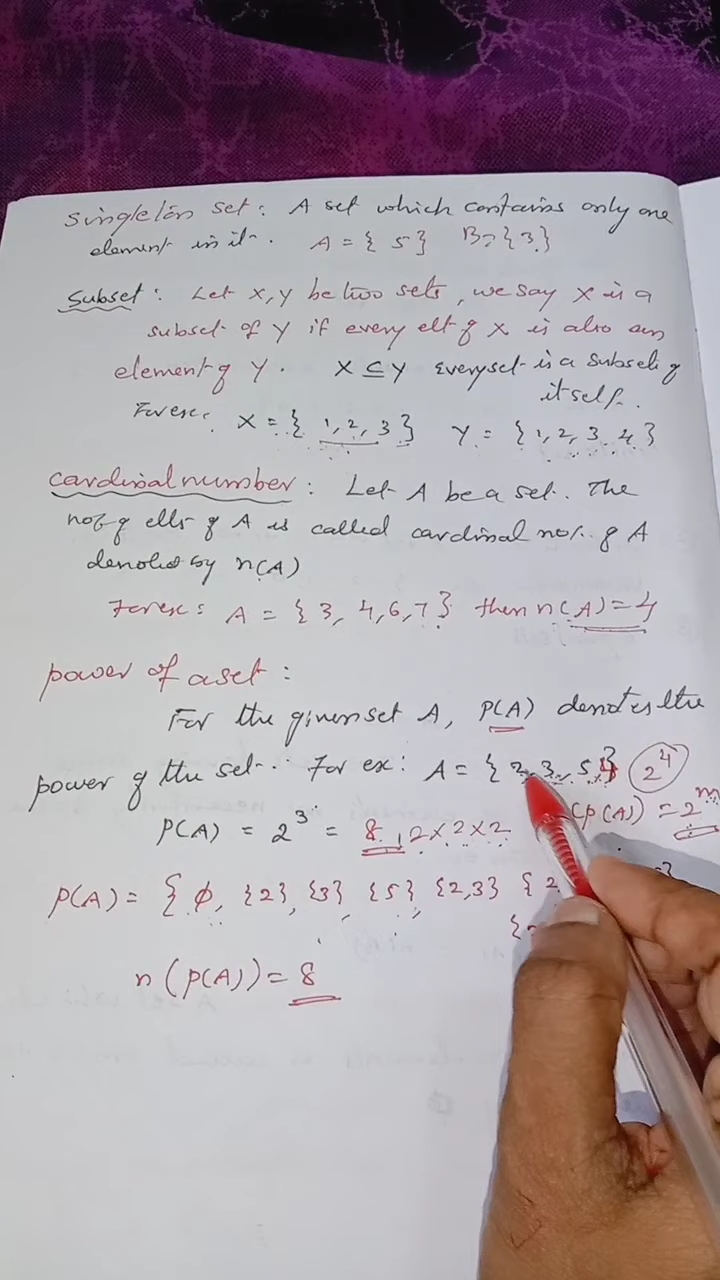 Singleton set: A set which contains only one
element in it. A = { 5 } B = { 3 }
Subset: Let X, Y be two sets, we say X is a
subset of Y if every elt of X is also an
element of Y. X ⊆ Y Every set is a subset of
itself.
For ex: X = { 1, 2, 3 } Y = { 1, 2, 3, 4 }
cardinal number: Let A be a set. The
no. of elts of A is called cardinal no. of A
denoted by n(A)
For ex: A = { 3, 4, 6, 7 } then n(A) = 4
power of a set:
For the given set A, P(A) denotes the
power of the set. For ex: A = { 2, 3, 5, 4 } 2⁴
(P(A)) = 2ᵐ
P(A) = 2³ = 8, 2×2×2
P(A) = { φ, {2}, {3} {5}, {2,3} { 2
n (P(A)) = 8